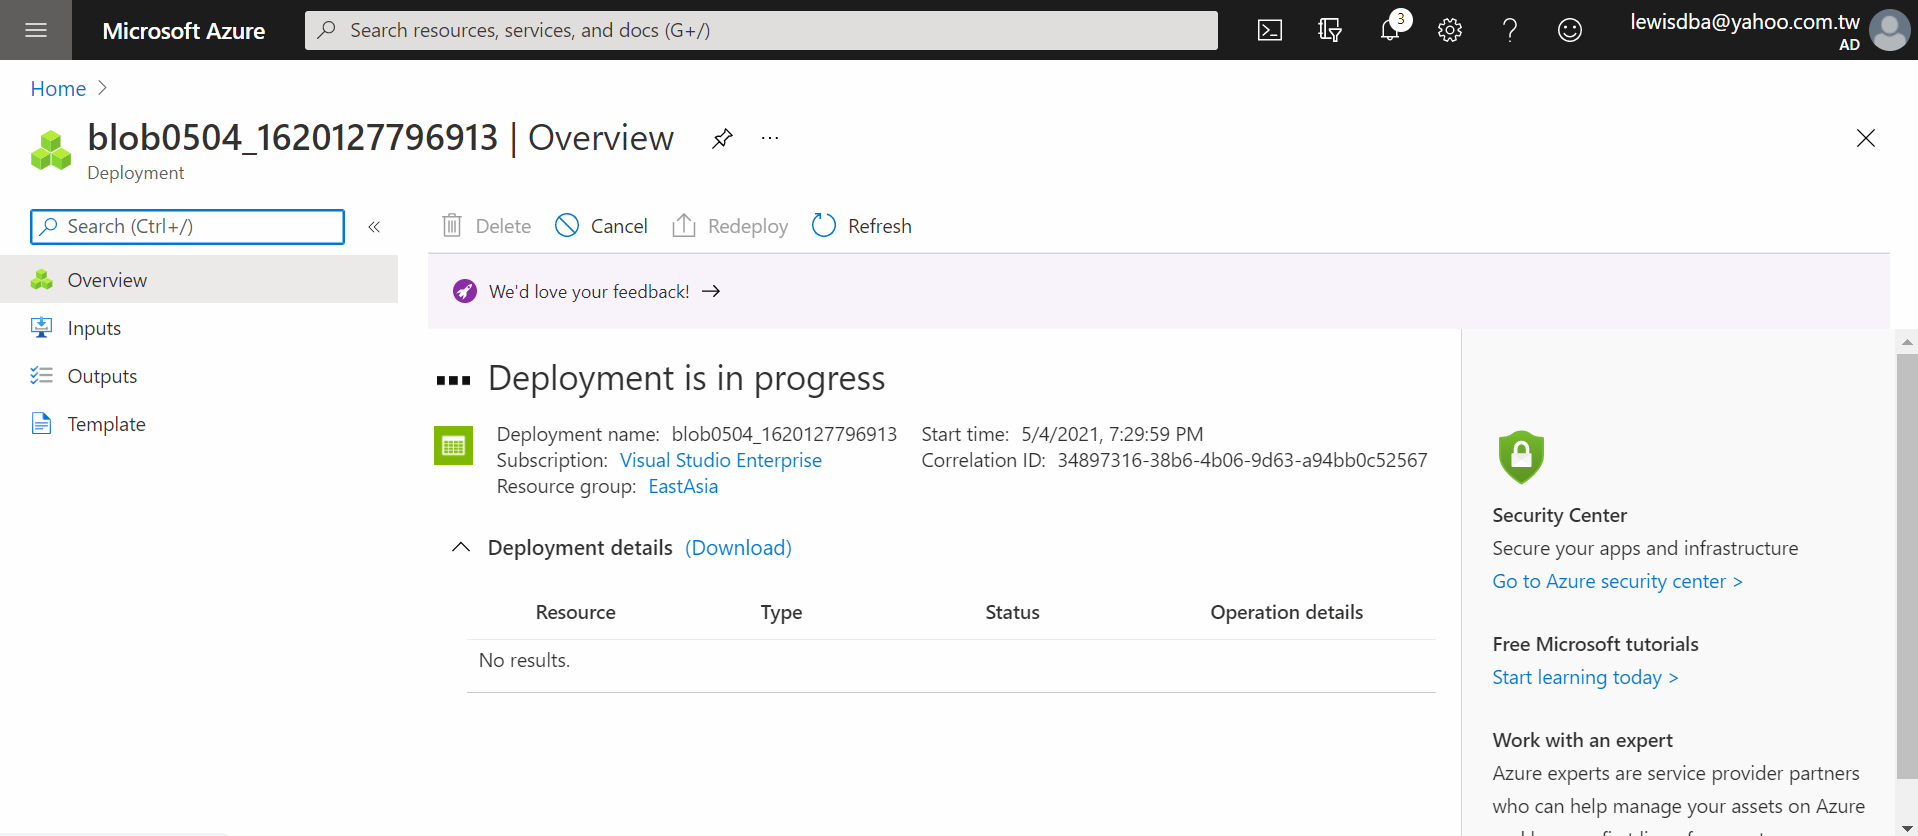 Microsoft Azure
Search resources, services, and docs (G+/)
3
lewisdba@yahoo.com.tw
AD
Home
blob0504_1620127796913 | Overview
Deployment
Search (Ctrl+/)
Delete
Cancel
Redeploy
Refresh
Overview
Inputs
Outputs
Template
We'd love your feedback!
Deployment is in progress
Deployment name: blob0504_1620127796913
Subscription: Visual Studio Enterprise
Resource group: EastAsia
Start time: 5/4/2021, 7:29:59 PM
Correlation ID: 34897316-38b6-4b06-9d63-a94bb0c52567
Deployment details (Download)
Resource Type Status Operation details
No results.
Security Center
Secure your apps and infrastructure
Go to Azure security center >
Free Microsoft tutorials
Start learning today >
Work with an expert
Azure experts are service provider partners
who can help manage your assets on Azure